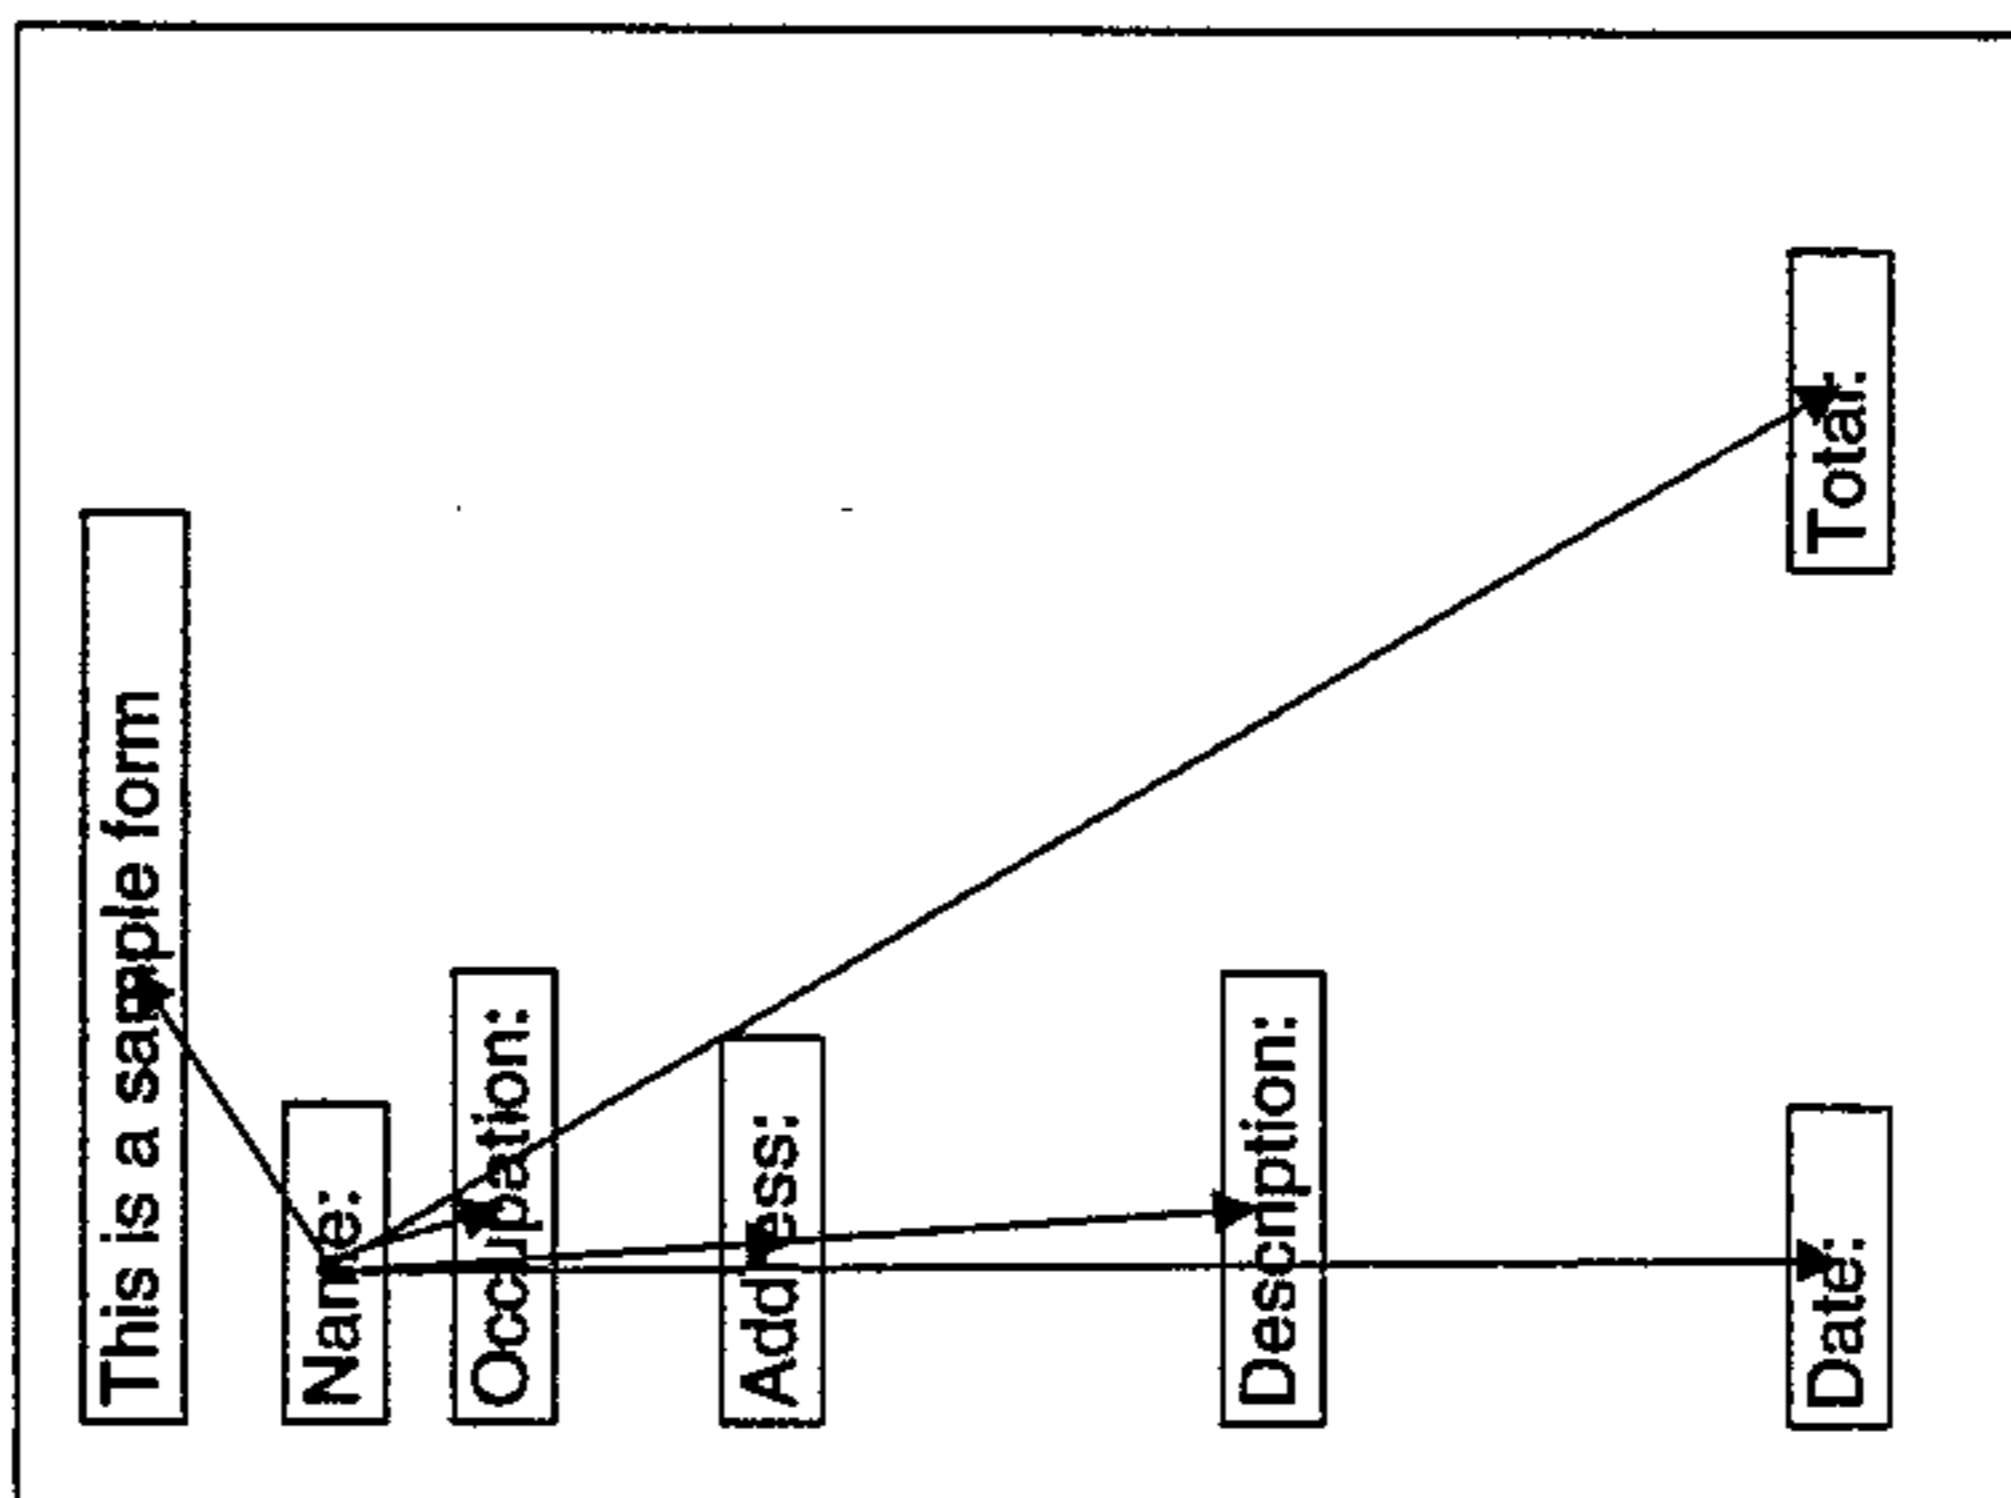 This is a sample form
Name:
Occupation:
Address:
Description:
Date:
Total: